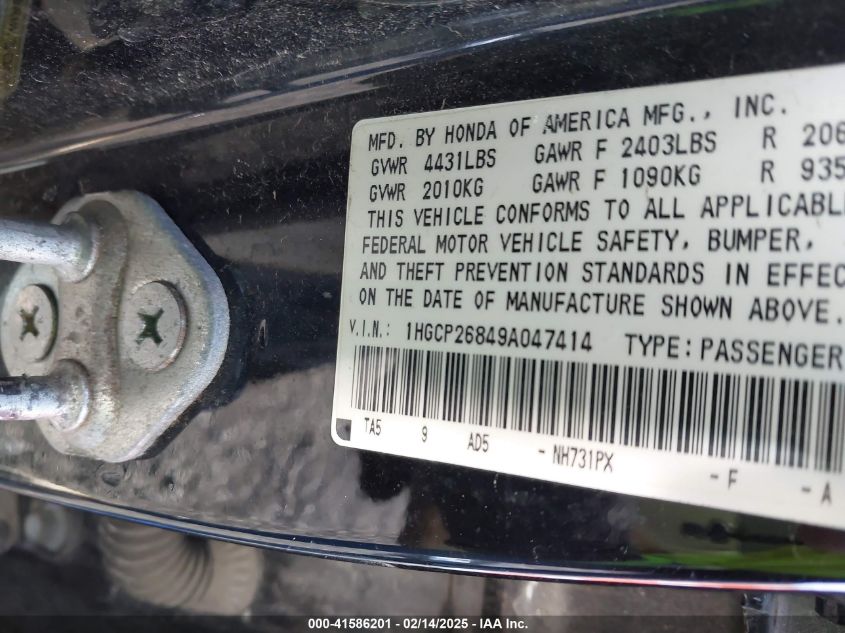 MFD. BY HONDA OF AMERICA MFG., INC.
GVWR 4431LBS GAWR F 2403LBS R 206
GVWR 2010KG GAWR F 1090KG R 935
THIS VEHICLE CONFORMS TO ALL APPLICABL
FEDERAL MOTOR VEHICLE SAFETY, BUMPER,
AND THEFT PREVENTION STANDARDS IN EFFEC
ON THE DATE OF MANUFACTURE SHOWN ABOVE.
V.I.N.: 1HGCP26849A047414 TYPE:PASSENGER
TA5 9 AD5 - NH731PX - F - A
000-41586201 - 02/14/2025 - IAA, Inc.